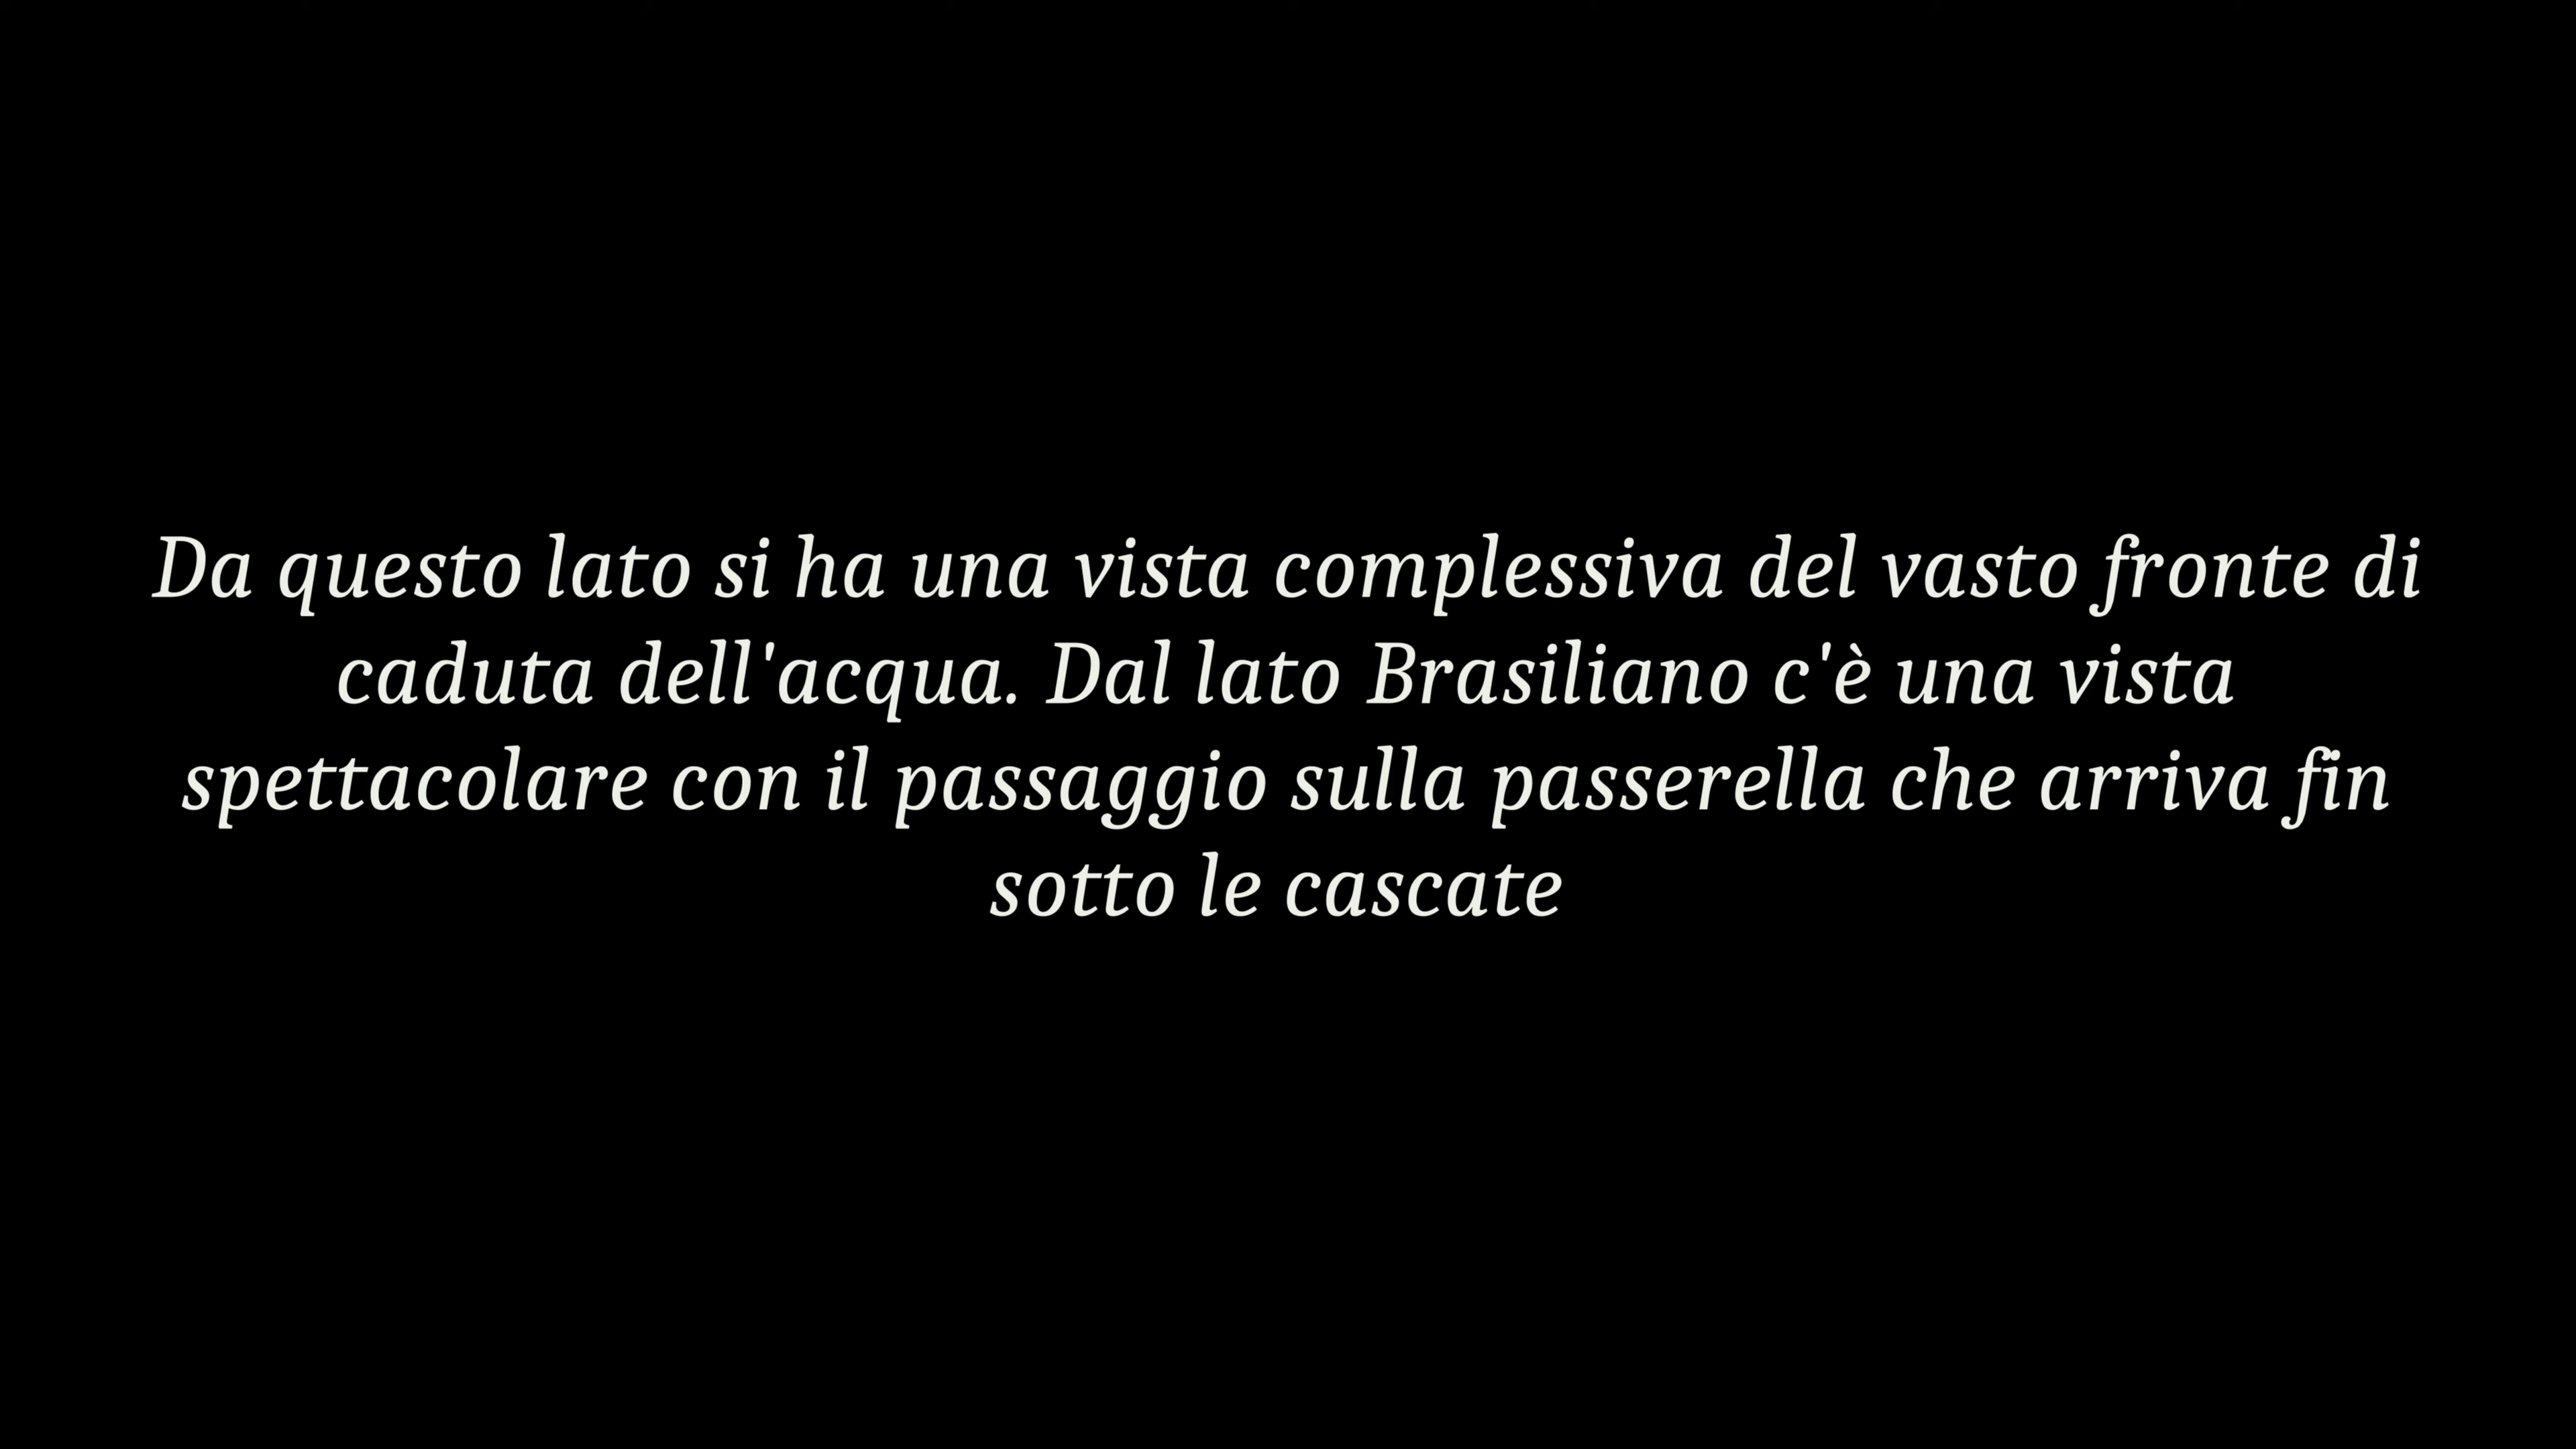 Da questo lato si ha una vista complessiva del vasto fronte di
caduta dell'acqua. Dal lato Brasiliano c'è una vista
spettacolare con il passaggio sulla passerella che arriva fin
sotto le cascate